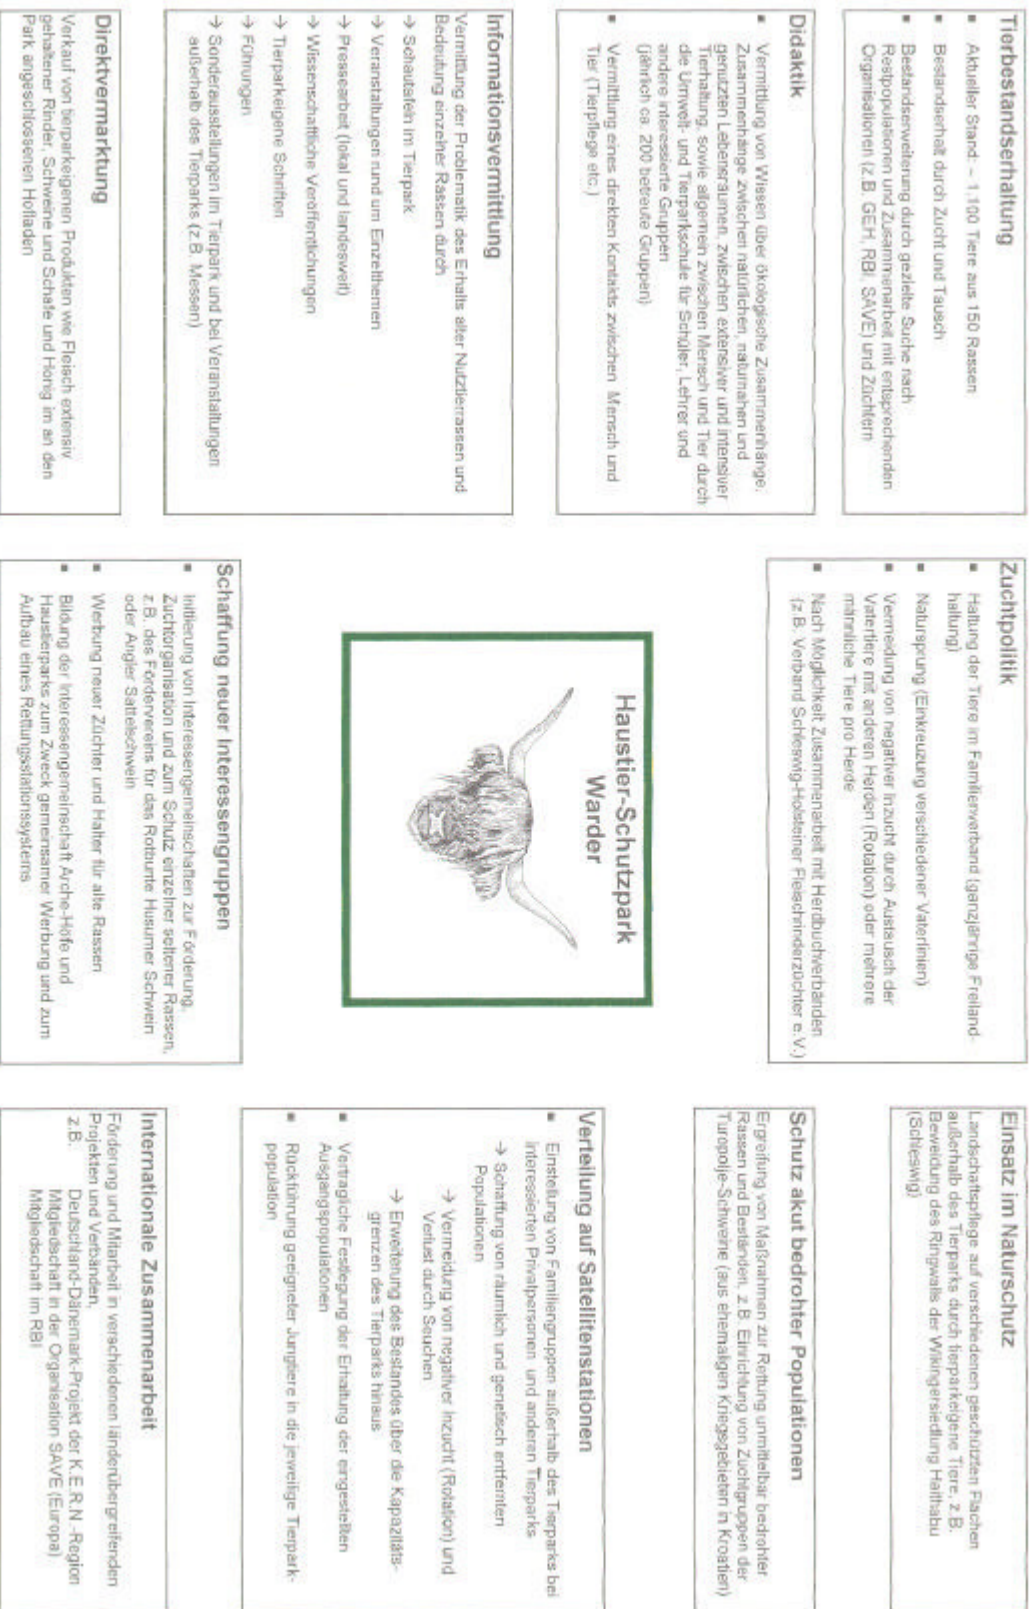 Tierbestandserhaltung
▪ Aktueller Stand: ~ 1.100 Tiere aus 150 Rassen
▪ Bestandserhalt durch Zucht und Tausch
▪ Bestandserweiterung durch gezielte Suche nach
Restpopulationen und Zusammenarbeit mit entsprechenden
Organisationen (z.B. GEH, RBI, SAVE) und Züchtern
Didaktik
▪ Vermittlung von Wissen über ökologische Zusammenhänge:
Zusammenhänge zwischen natürlichen, naturnahen und
genutzten Lebensräumen, zwischen extensiver und intensiver
Tierhaltung, sowie allgemein zwischen Mensch und Tier durch
die Umwelt- und Tierparkschule für Schüler, Lehrer und
andere interessierte Gruppen
(jährlich ca. 200 betreute Gruppen)
▪ Vermittlung eines direkten Kontakts zwischen Mensch und
Tier (Tierpflege etc.)
Informationsvermittlung
Vermittlung der Problematik des Erhalts alter Nutztierrassen und
Bedeutung einzelner Rassen durch
→ Schautafeln im Tierpark
→ Veranstaltungen rund um Einzelthemen
→ Pressearbeit (lokal und landesweit)
→ Wissenschaftliche Veröffentlichungen
→ Tierparkeigene Schriften
→ Führungen
→ Sonderausstellungen im Tierpark und bei Veranstaltungen
außerhalb des Tierparks (z.B. Messen)
Direktvermarktung
Verkauf von tierparkeigenen Produkten wie Fleisch extensiv
gehaltener Rinder, Schweine und Schafe und Honig im an den
Park angeschlossenen Hofladen
Zuchtpolitik
▪ Haltung der Tiere im Familienverband (ganzjährige Freiland-
haltung)
▪ Natursprung (Einkreuzung verschiedener Vaterlinien)
▪ Vermeidung von negativer Inzucht durch Austausch der
Vatertiere mit anderen Herden (Rotation) oder mehrere
männliche Tiere pro Herde
▪ Nach Möglichkeit Zusammenarbeit mit Herdbuchverbänden
(z.B. Verband Schleswig-Holsteiner Fleischrinderzüchter e.V.)
Haustier-Schutzpark
Warder
Schaffung neuer Interessengruppen
▪ Initiierung von Interessengemeinschaften zur Förderung,
Zuchtorganisation und zum Schutz einzelner seltener Rassen,
z.B. des Fördervereins für das Rotbunte Husumer Schwein
oder Angler Sattelschwein
▪ Werbung neuer Züchter und Halter für alte Rassen
▪ Bildung der Interessengemeinschaft Arche-Höfe und
Haustierparks zum Zweck gemeinsamer Werbung und zum
Aufbau eines Rettungsstationssystems
Einsatz im Naturschutz
Landschaftspflege auf verschiedenen geschützten Flächen
außerhalb des Tierparks durch tierparkeigene Tiere, z.B.
Beweidung des Ringwalls der Wikingersiedlung Haithabu
(Schleswig)
Schutz akut bedrohter Populationen
Ergreifung von Maßnahmen zur Rettung unmittelbar bedrohter
Rassen und Beständen, z.B. Einrichtung von Zuchtgruppen der
Turopolje-Schweine (aus ehemaligen Kriegsgebieten in Kroatien)
Verteilung auf Satellitenstationen
▪ Einstellung von Familiengruppen außerhalb des Tierparks bei
interessierten Privatpersonen und anderen Tierparks
→ Schaffung von räumlich und genetisch entfernten
Populationen
→ Vermeidung von negativer Inzucht (Rotation) und
Verlust durch Seuchen
→ Erweiterung des Bestandes über die Kapazitäts-
grenzen des Tierparks hinaus
▪ Vertragliche Festlegung der Erhaltung der eingestellten
Ausgangspopulationen
▪ Rückführung geeigneter Jungtiere in die jeweilige Tierpark-
population
Internationale Zusammenarbeit
Förderung und Mitarbeit in verschiedenen länderübergreifenden
Projekten und Verbänden,
z.B. Deutschland-Dänemark-Projekt der K.E.R.N.-Region
Mitgliedschaft in der Organisation SAVE (Europa)
Mitgliedschaft im RBI